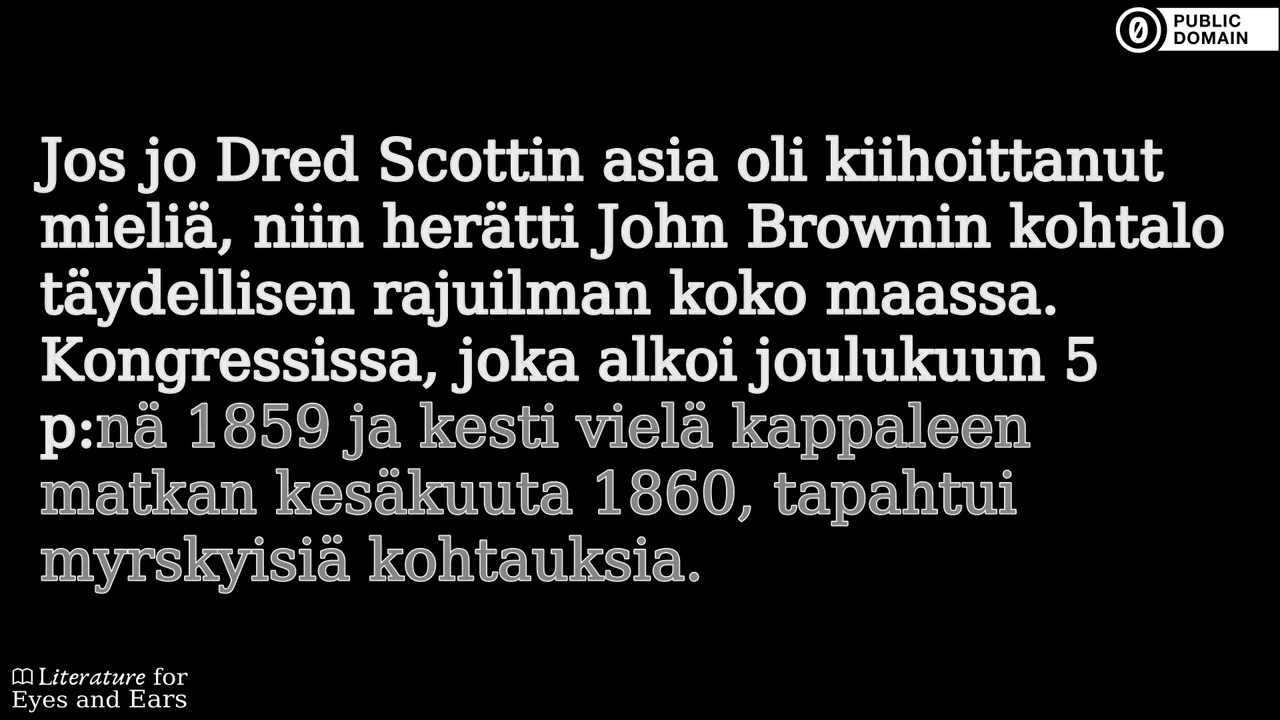 PUBLIC
DOMAIN
Jos jo Dred Scottin asia oli kiihoittanut
mieliä, niin herätti John Brownin kohtalo
täydellisen rajuilman koko maassa.
Kongressissa, joka alkoi joulukuun 5
p:nä 1859 ja kesti vielä kappaleen
matkan kesäkuuta 1860, tapahtui
myrskyisiä kohtauksia.
Literature for
Eyes and Ears